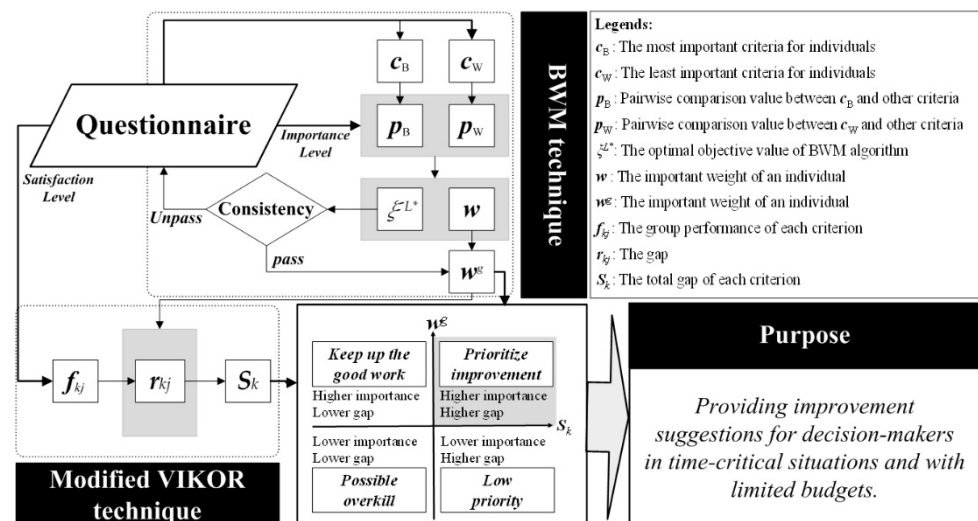 Questionnaire
Satisfaction
Level
Importance
Level
c_B
c_W
p_B
p_W
ξ^L*
w
Consistency
Unpass
pass
w^g
BWM technique
Legends:
c_B: The most important criteria for individuals
c_W: The least important criteria for individuals
p_B: Pairwise comparison value between c_B and other criteria
p_W: Pairwise comparison value between c_W and other criteria
ξ^L*: The optimal objective value of BWM algorithm
w: The important weight of an individual
w^g: The important weight of an individual
f_kj: The group performance of each criterion
r_kj: The gap
S_k: The total gap of each criterion
f_kj
r_kj
S_k
Modified VIKOR
technique
w^g
Keep up the
good work
Higher importance
Lower gap
Prioritize
improvement
Higher importance
Higher gap
S_k
Lower importance
Lower gap
Possible
overkill
Lower importance
Higher gap
Low
priority
Purpose
Providing improvement
suggestions for decision-makers
in time-critical situations and with
limited budgets.